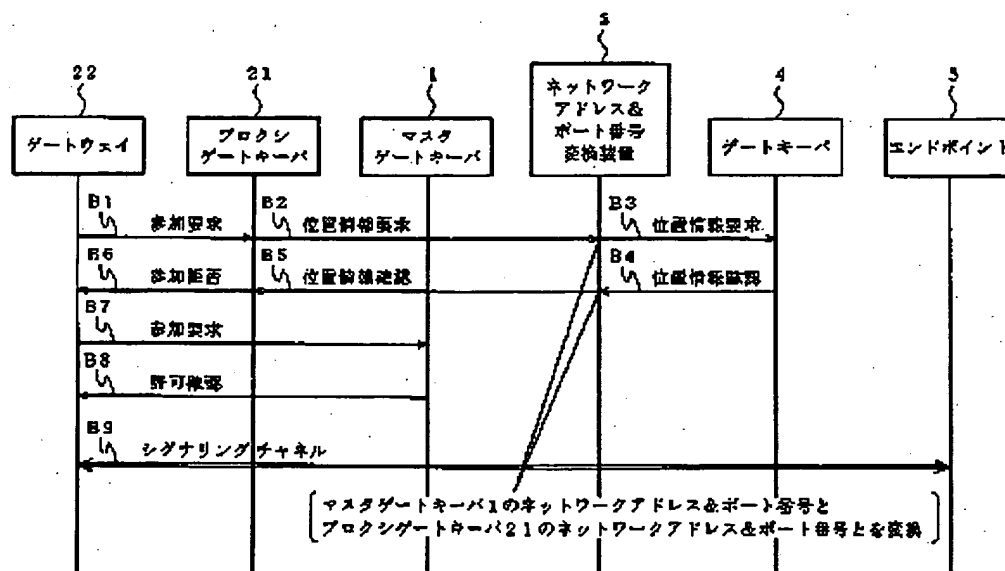 22
21
1
5
4
3
ゲートウェイ
プロクシ
ゲートキーパ
マスタ
ゲートキーパ
ネットワーク
アドレス&
ポート番号
変換装置
ゲートキーパ
エンドポイント
B1
参加要求
B2
位置情報要求
B3
位置情報要求
B6
参加拒否
B5
位置情報確認
B4
位置情報確認
B7
参加要求
B8
許可確認
B9
シグナリングチャネル
マスタゲートキーパ1のネットワークアドレス&ポート番号と
プロクシゲートキーパ21のネットワークアドレス&ポート番号とを変換